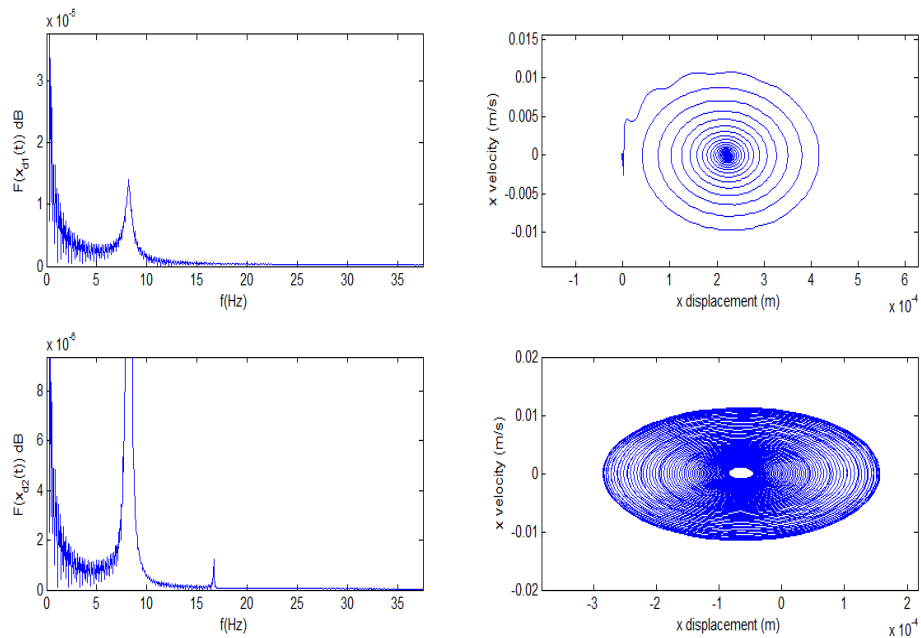 x 10^-5
F(x_d1(t)) dB
3
2
1
0
0 5 10 15 20 25 30 35
f(Hz)
x velocity (m/s)
0.015
0.01
0.005
0
-0.005
-0.01
-1 0 1 2 3 4 5 6
x displacement (m)
x 10^-4
x 10^-6
F(x_d2(t)) dB
8
6
4
2
0
0 5 10 15 20 25 30 35
f(Hz)
x velocity (m/s)
0.02
0.01
0
-0.01
-0.02
-3 -2 -1 0 1 2
x displacement (m)
x 10^-4